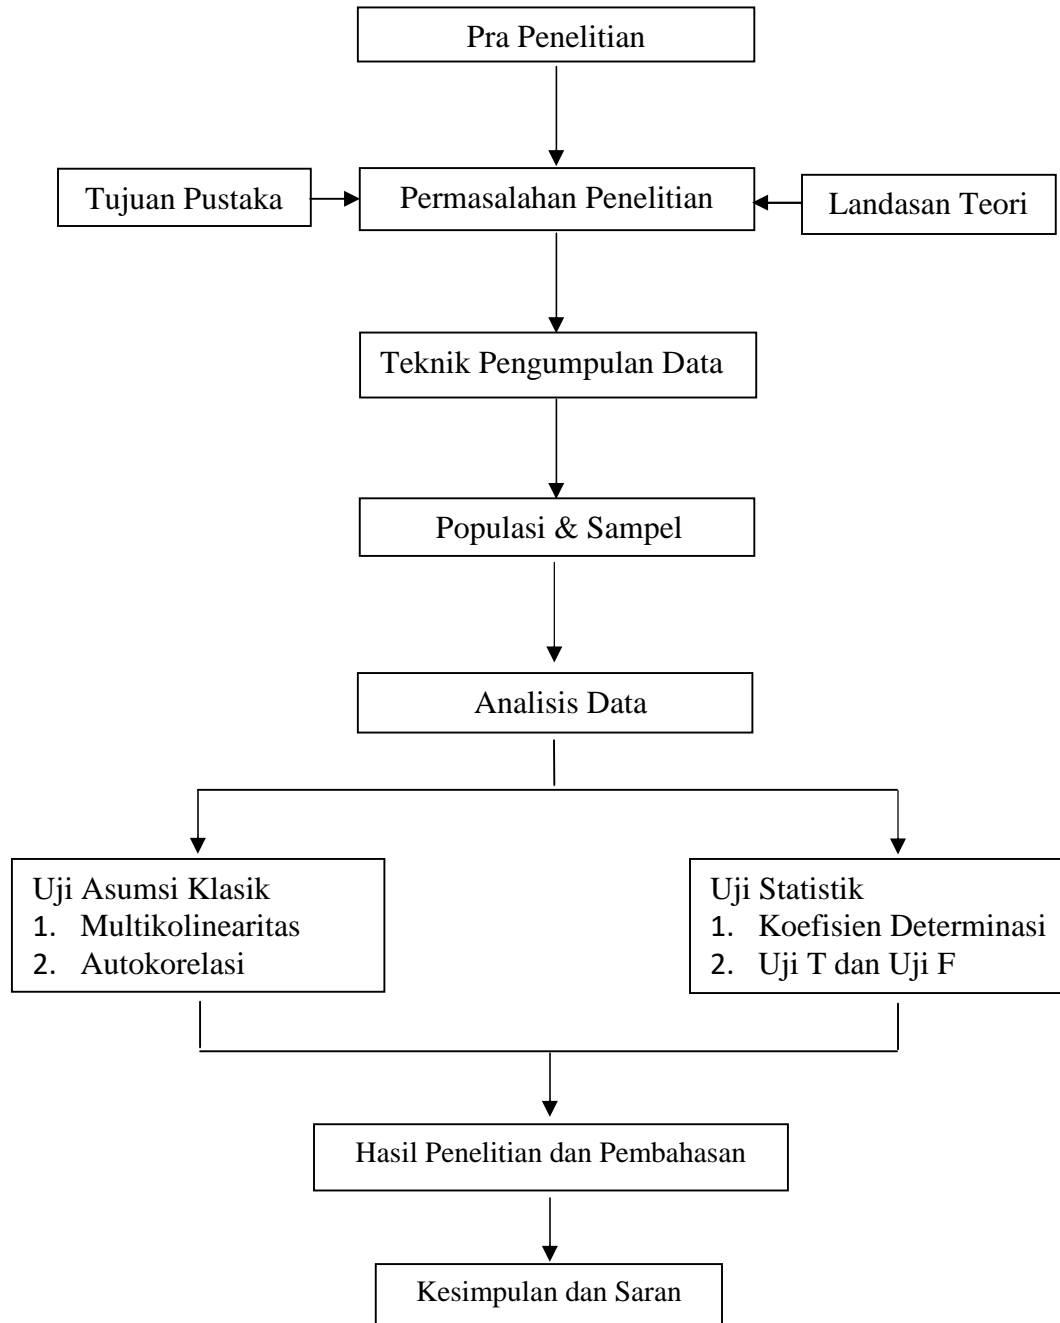 Pra Penelitian
Tujuan Pustaka
Permasalahan Penelitian
Landasan Teori
Teknik Pengumpulan Data
Populasi & Sampel
Analisis Data
Uji Asumsi Klasik
1. Multikolinearitas
2. Autokorelasi
Uji Statistik
1. Koefisien Determinasi
2. Uji T dan Uji F
Hasil Penelitian dan Pembahasan
Kesimpulan dan Saran